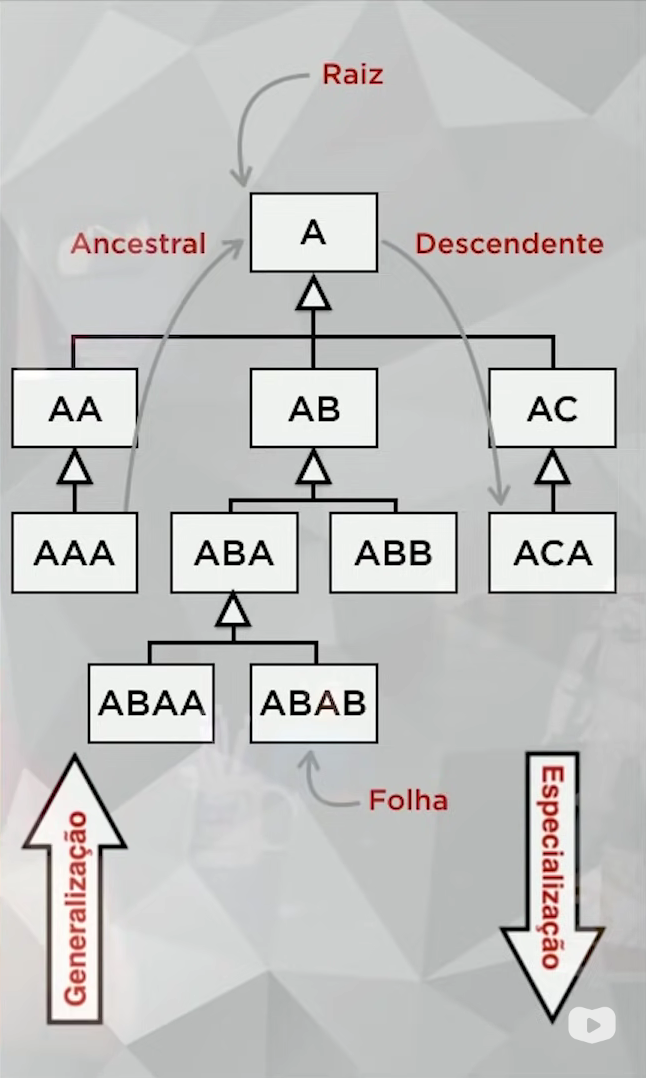 Raiz
A
Ancestral
Descendente
AA
AB
AC
AAA
ABA
ABB
ACA
ABAA
ABAB
Folha
Generalização
Especialização